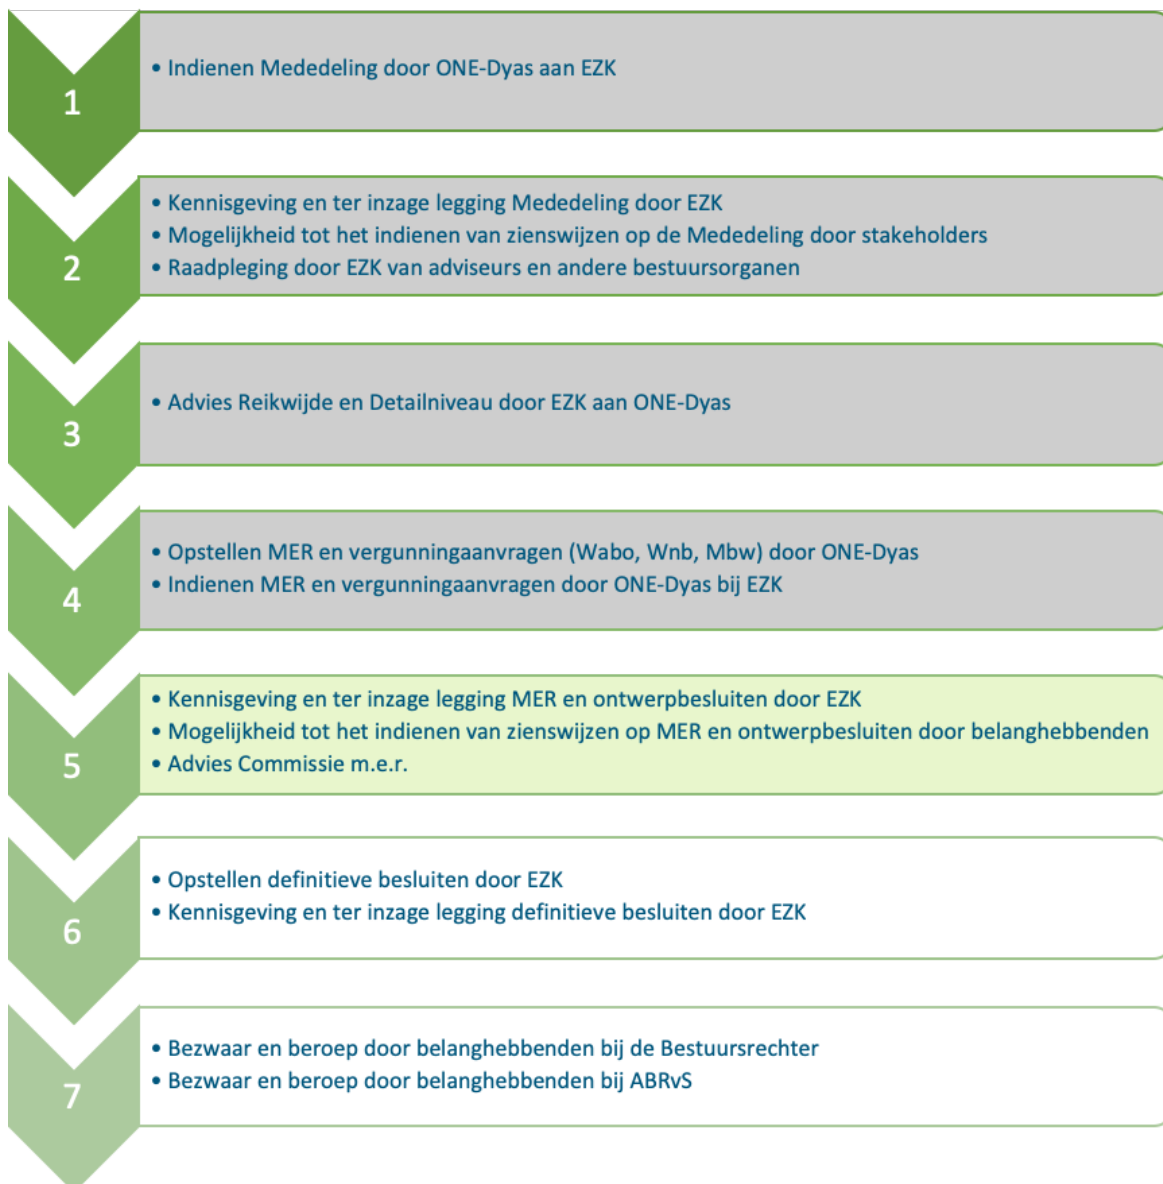 1
• Indienen Mededeling door ONE-Dyas aan EZK
2
• Kennisgeving en ter inzage legging Mededeling door EZK
• Mogelijkheid tot het indienen van zienswijzen op de Mededeling door stakeholders
• Raadpleging door EZK van adviseurs en andere bestuursorganen
3
• Advies Reikwijde en Detailniveau door EZK aan ONE-Dyas
4
• Opstellen MER en vergunningaanvragen (Wabo, Wnb, Mbw) door ONE-Dyas
• Indienen MER en vergunningaanvragen door ONE-Dyas bij EZK
5
• Kennisgeving en ter inzage legging MER en ontwerpbesluiten door EZK
• Mogelijkheid tot het indienen van zienswijzen op MER en ontwerpbesluiten door belanghebbenden
• Advies Commissie m.e.r.
6
• Opstellen definitieve besluiten door EZK
• Kennisgeving en ter inzage legging definitieve besluiten door EZK
7
• Bezwaar en beroep door belanghebbenden bij de Bestuursrechter
• Bezwaar en beroep door belanghebbenden bij ABRvS